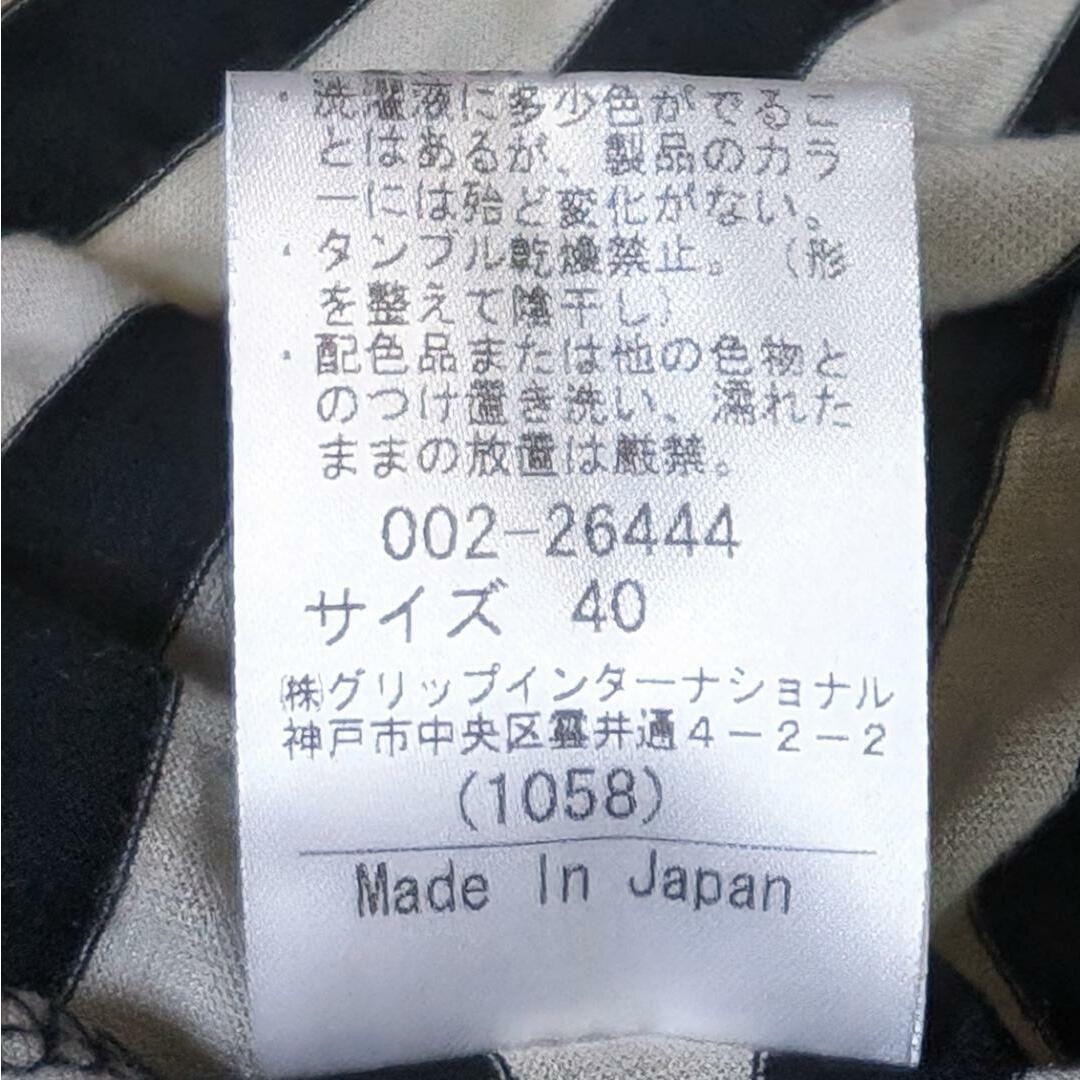 ・洗濯液に多少色がでるこ
とはあるが、製品のカラ
ーには殆ど変化がない。
・タンブル乾燥禁止。（形
を整えて陰干し）
・配色品または他の色物と
のつけ置き洗い、濡れた
ままの放置は厳禁。
002-26444
サイズ 40
㈱グリップインターナショナル
神戸市中央区雲井通4-2-2
(1058)
Made In Japan